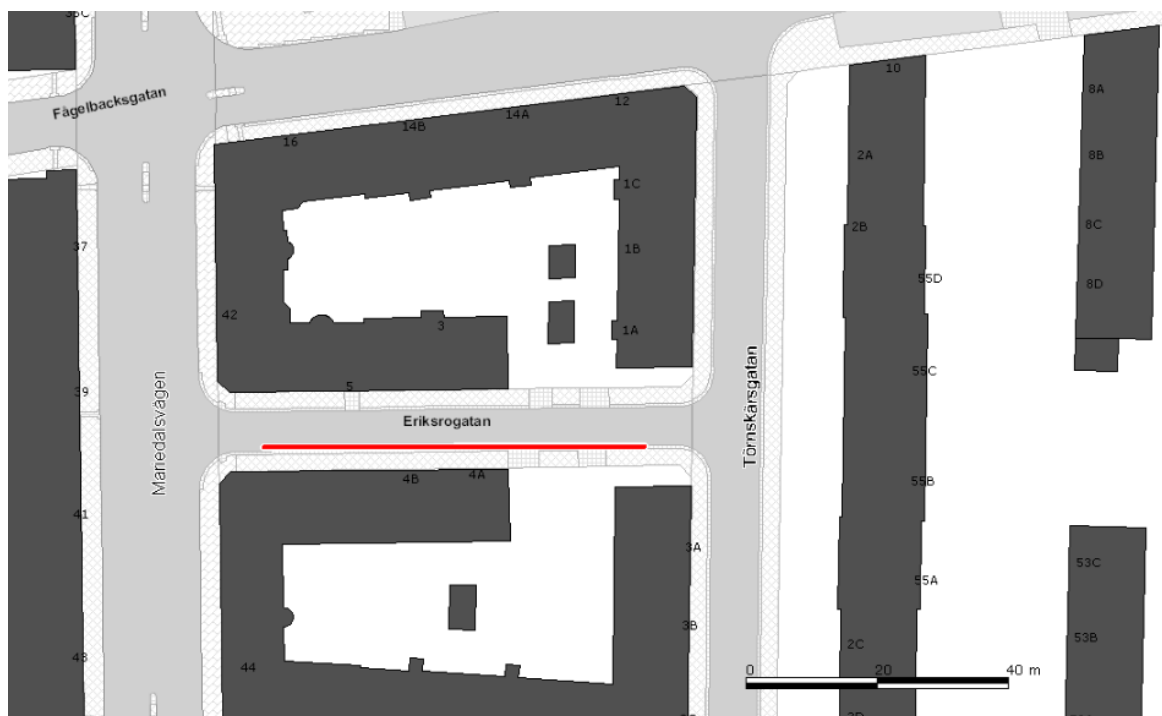 Fågelbacksgatan
16
14B
14A
12
10
8A
2A
8B
1C
37
1B
2B
8C
55D
8D
42
3
1A
55C
39
5
Eriksrogatan
Mariedalsvägen
Törnskärsgatan
4B
4A
55B
41
3A
53C
55A
3B
53B
43
44
2C
0
20
40 m